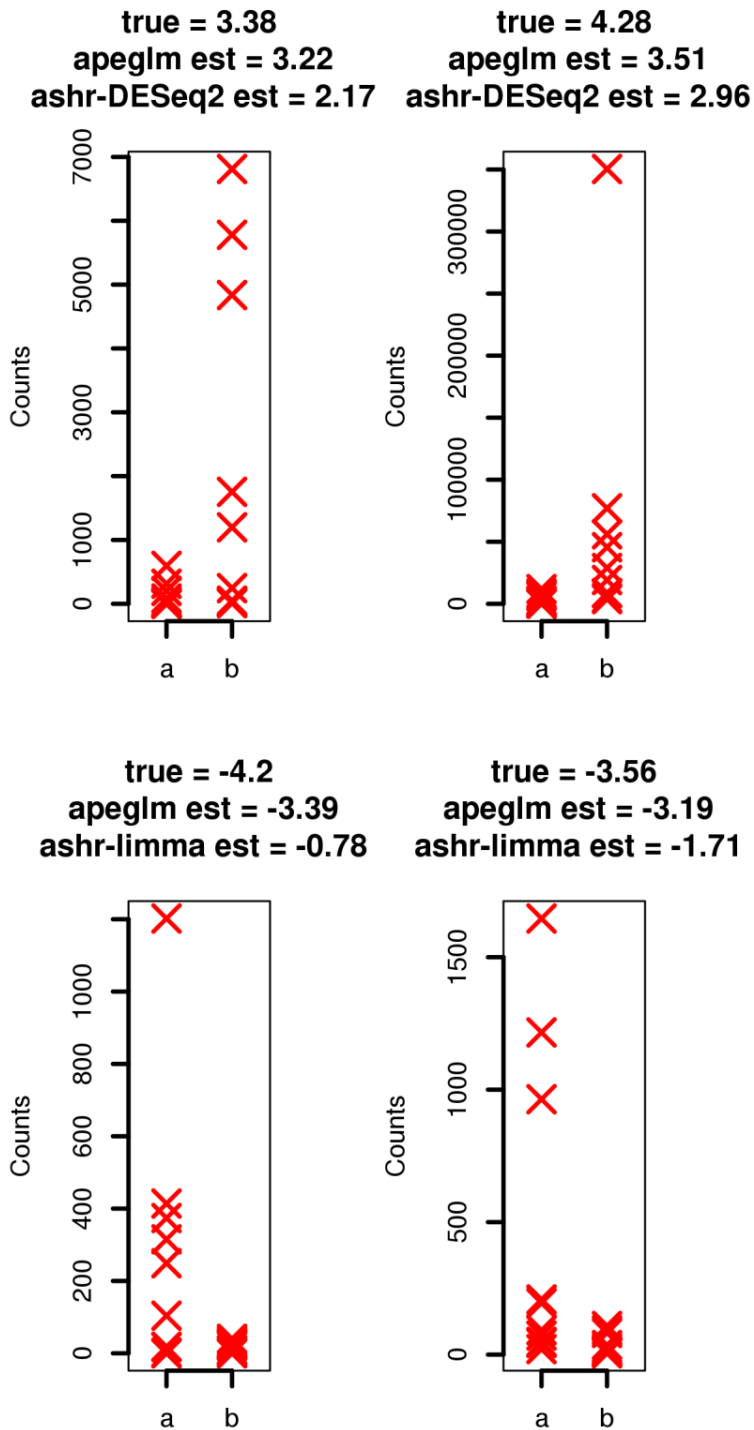 true = 3.38
apeglm est = 3.22
ashr-DESeq2 est = 2.17
Counts
7000
5000
3000
1000
0
a b
true = 4.28
apeglm est = 3.51
ashr-DESeq2 est = 2.96
Counts
300000
200000
100000
0
a b
true = -4.2
apeglm est = -3.39
ashr-limma est = -0.78
Counts
1000
800
600
400
200
0
a b
true = -3.56
apeglm est = -3.19
ashr-limma est = -1.71
Counts
1500
1000
500
0
a b